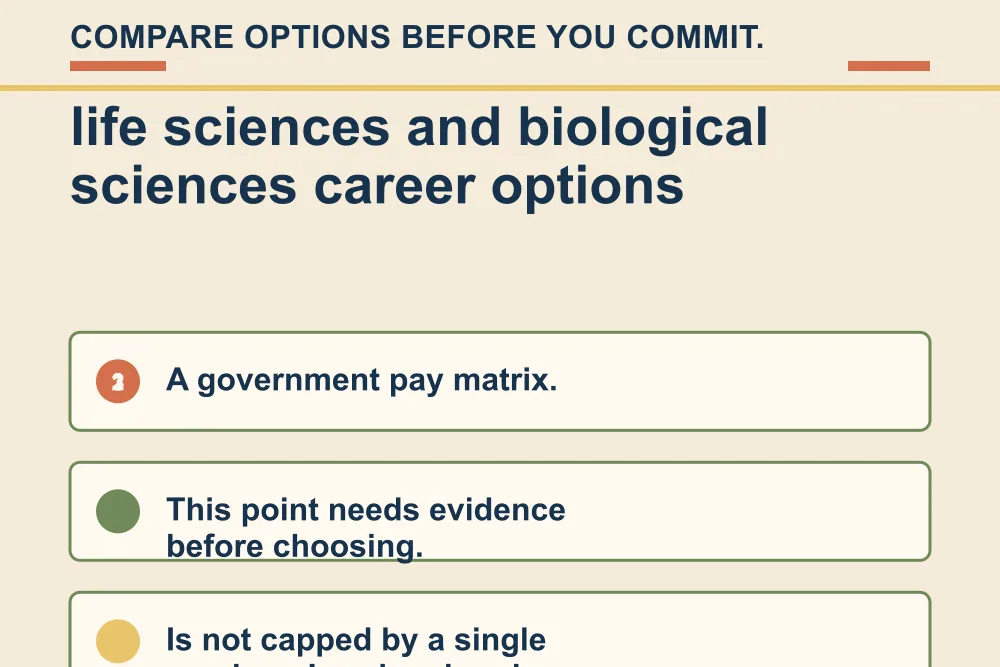 COMPARE OPTIONS BEFORE YOU COMMIT.
life sciences and biological
sciences career options
A government pay matrix.
This point needs evidence
before choosing.
Is not capped by a single